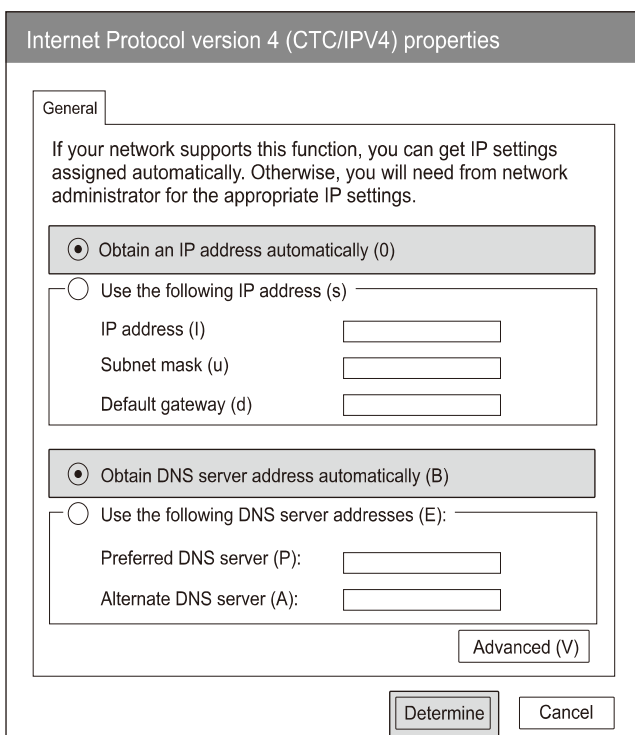 Internet Protocol version 4 (CTC/IPV4) properties
General
If your network supports this function, you can get IP settings
assigned automatically. Otherwise, you will need from network
administrator for the appropriate IP settings.
Obtain an IP address automatically (0)
Use the following IP address (s)
IP address (I)
Subnet mask (u)
Default gateway (d)
Obtain DNS server address automatically (B)
Use the following DNS server addresses (E):
Preferred DNS server (P):
Alternate DNS server (A):
Advanced (V)
Determine Cancel